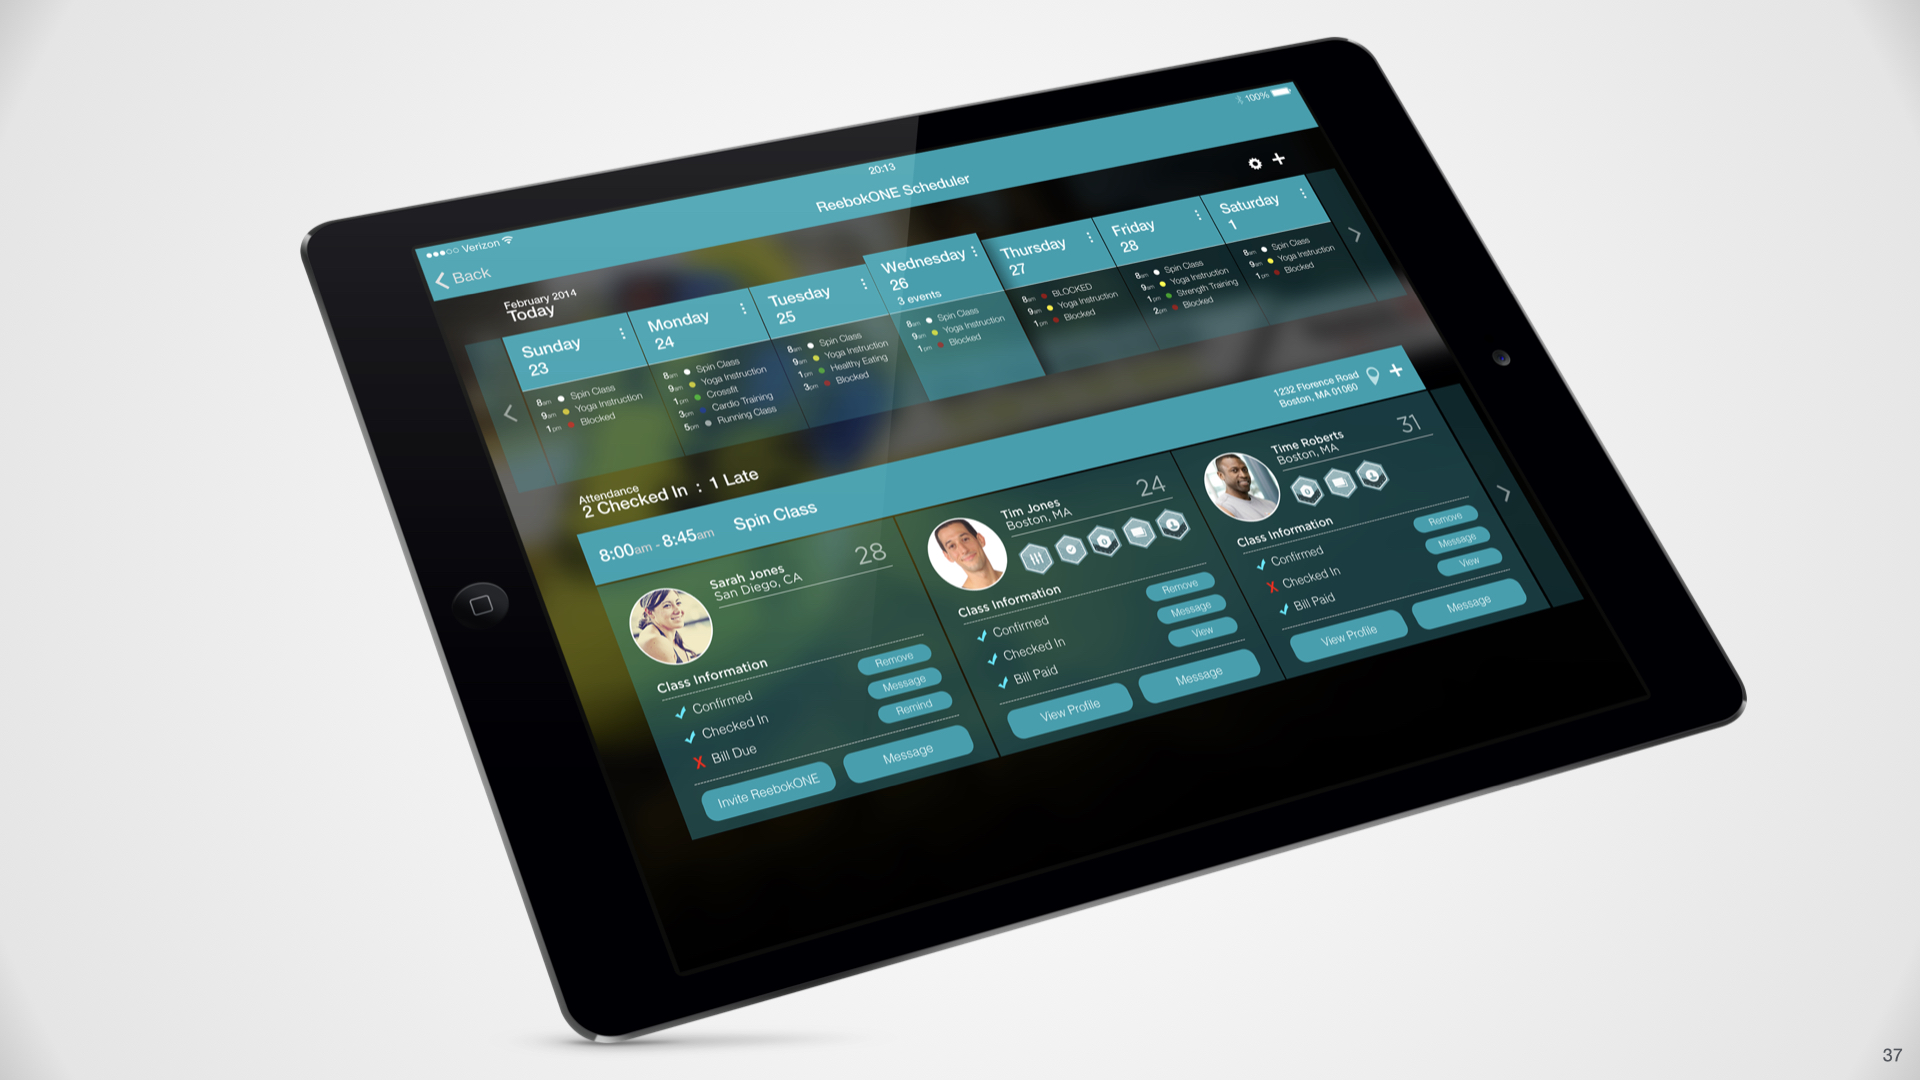 Verizon
20:13
100%
Back
ReebokONE Scheduler
February 2014
Today
Sunday
23
8am Spin Class
9am Yoga Instruction
1pm Blocked
Monday
24
8am Spin Class
9am Yoga Instruction
1pm Crossfit
3pm Cardio Training
5pm Running Class
Tuesday
25
8am Spin Class
9am Yoga Instruction
1pm Healthy Eating
3pm Blocked
Wednesday
26
3 events
8am Spin Class
9am Yoga Instruction
1pm Blocked
Thursday
27
8am BLOCKED
9am Yoga Instruction
1pm Blocked
Friday
28
8am Spin Class
9am Yoga Instruction
1pm Strength Training
2pm Blocked
Saturday
1
8am Spin Class
9am Yoga Instruction
1pm Blocked
Attendance
2 Checked In : 1 Late
8:00am - 8:45am Spin Class
1232 Florence Road
Boston, MA 01060
Sarah Jones
San Diego, CA
28
Class Information
Confirmed
Checked In
X Bill Due
Remove
Message
Remind
Invite ReebokONE
Message
Tim Jones
Boston, MA
24
Class Information
Confirmed
Checked In
Bill Paid
Remove
Message
View
View Profile
Message
Time Roberts
Boston, MA
31
Class Information
Confirmed
X Checked In
Bill Paid
Remove
Message
View
View Profile
Message
37